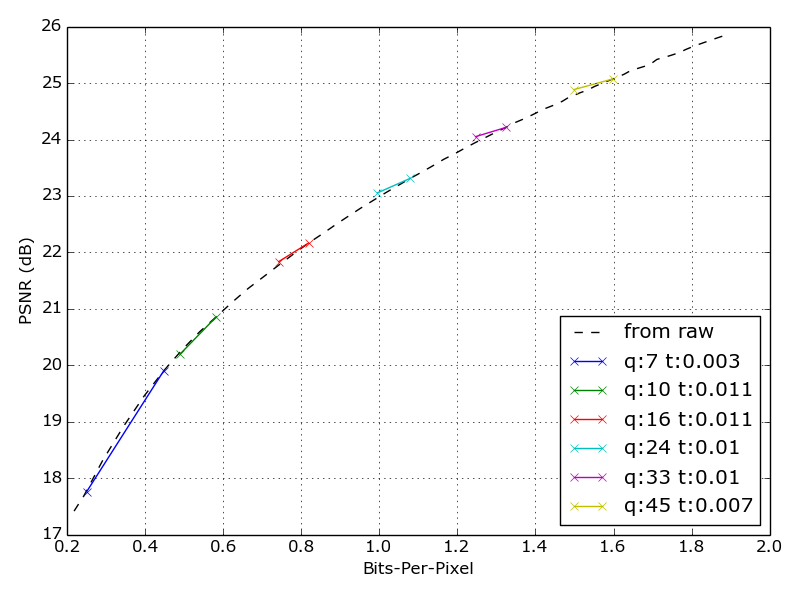 26
25
24
23
22
21
20
19
18
17
PSNR (dB)
0.2 0.4 0.6 0.8 1.0 1.2 1.4 1.6 1.8 2.0
Bits-Per-Pixel
from raw
q:7 t:0.003
q:10 t:0.011
q:16 t:0.011
q:24 t:0.01
q:33 t:0.01
q:45 t:0.007